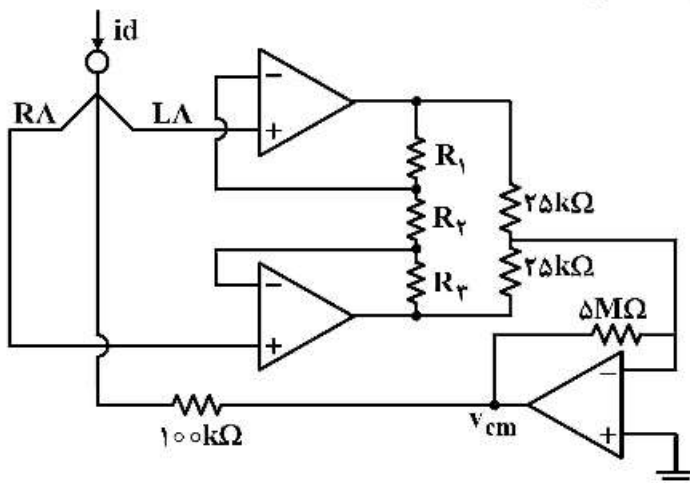 id
RA
LA
−
+
R۱
R۲
R۳
۲۵kΩ
۲۵kΩ
−
+
۵MΩ
−
+
vcm
۱۰۰kΩ